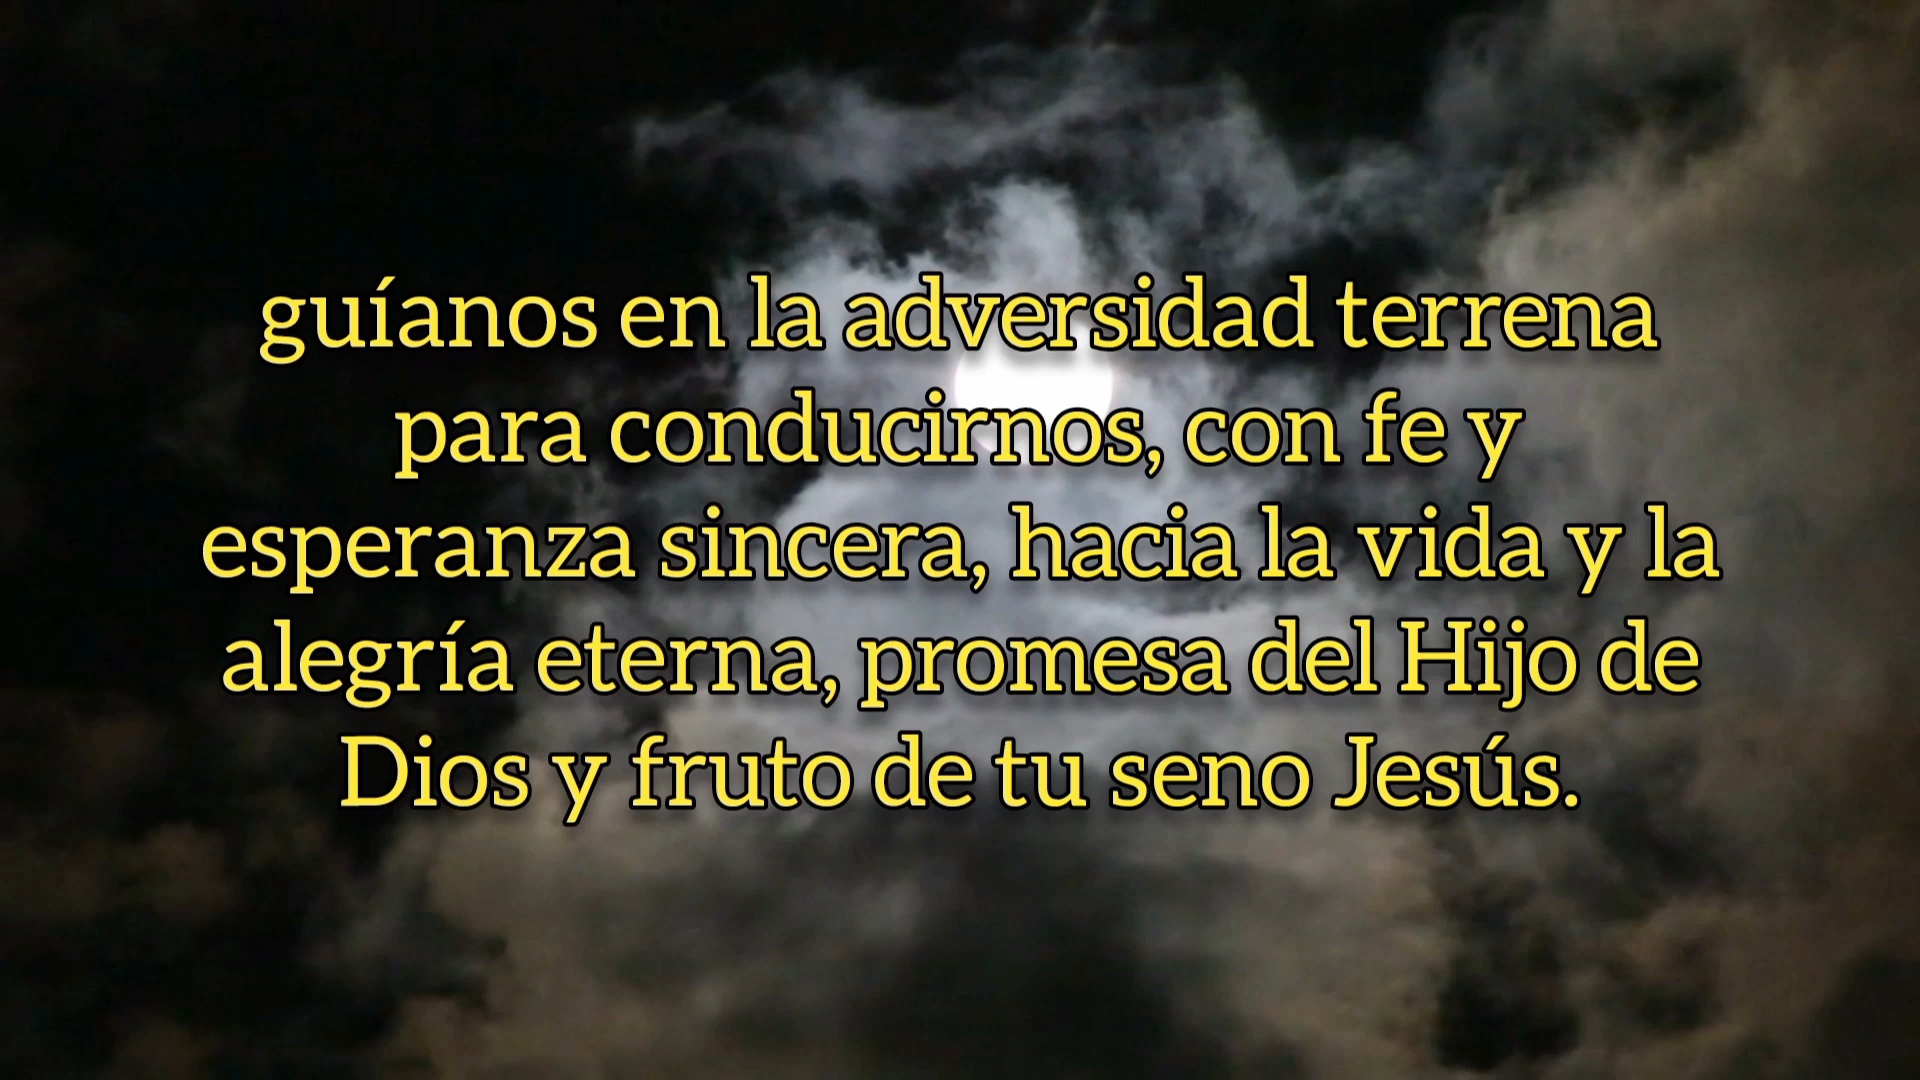 guíanos en la adversidad terrena
para conducirnos, con fe y
esperanza sincera, hacia la vida y la
alegría eterna, promesa del Hijo de
Dios y fruto de tu seno Jesús.